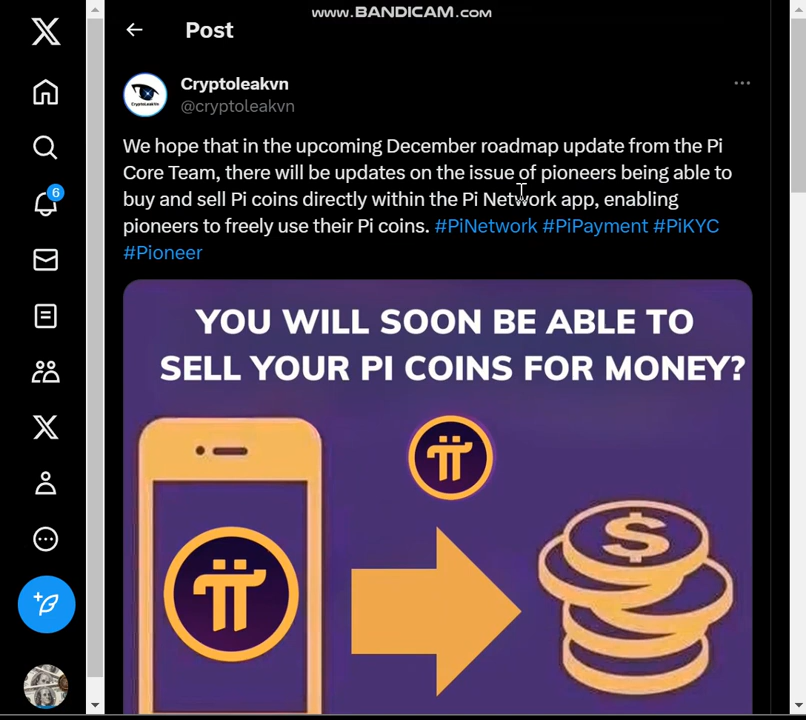 www.BANDICAM.com
Post
Cryptoleakvn
@cryptoleakvn
We hope that in the upcoming December roadmap update from the Pi
Core Team, there will be updates on the issue of pioneers being able to
buy and sell Pi coins directly within the Pi Network app, enabling
pioneers to freely use their Pi coins. #PiNetwork #PiPayment #PiKYC
#Pioneer
6
YOU WILL SOON BE ABLE TO
SELL YOUR PI COINS FOR MONEY?
$